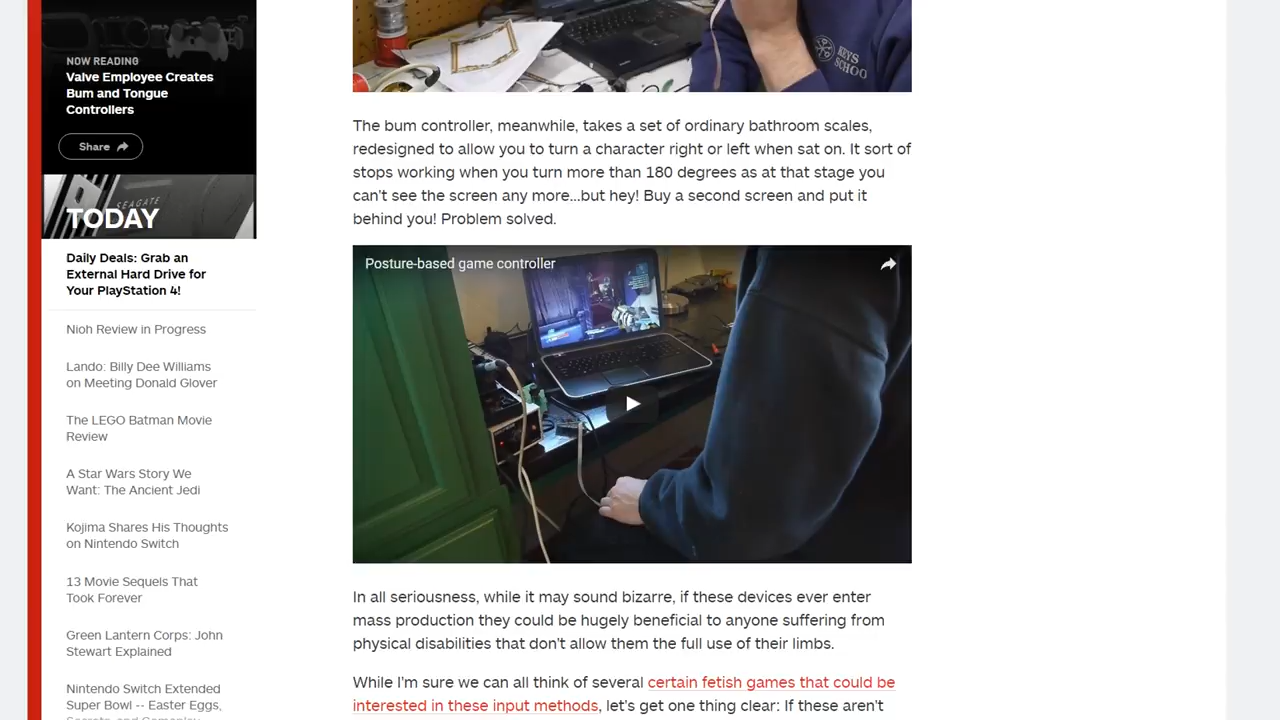 KEYS
SCHOO
NOW READING
Valve Employee Creates
Bum and Tongue
Controllers
Share
SEAGATE
TODAY
Daily Deals: Grab an
External Hard Drive for
Your PlayStation 4!
Nioh Review in Progress
Lando: Billy Dee Williams
on Meeting Donald Glover
The LEGO Batman Movie
Review
A Star Wars Story We
Want: The Ancient Jedi
Kojima Shares His Thoughts
on Nintendo Switch
13 Movie Sequels That
Took Forever
Green Lantern Corps: John
Stewart Explained
Nintendo Switch Extended
Super Bowl -- Easter Eggs,
Secrets, and Gameplay
The bum controller, meanwhile, takes a set of ordinary bathroom scales,
redesigned to allow you to turn a character right or left when sat on. It sort of
stops working when you turn more than 180 degrees as at that stage you
can't see the screen any more...but hey! Buy a second screen and put it
behind you! Problem solved.
Posture-based game controller
In all seriousness, while it may sound bizarre, if these devices ever enter
mass production they could be hugely beneficial to anyone suffering from
physical disabilities that don't allow them the full use of their limbs.
While I'm sure we can all think of several certain fetish games that could be
interested in these input methods, let's get one thing clear: If these aren't